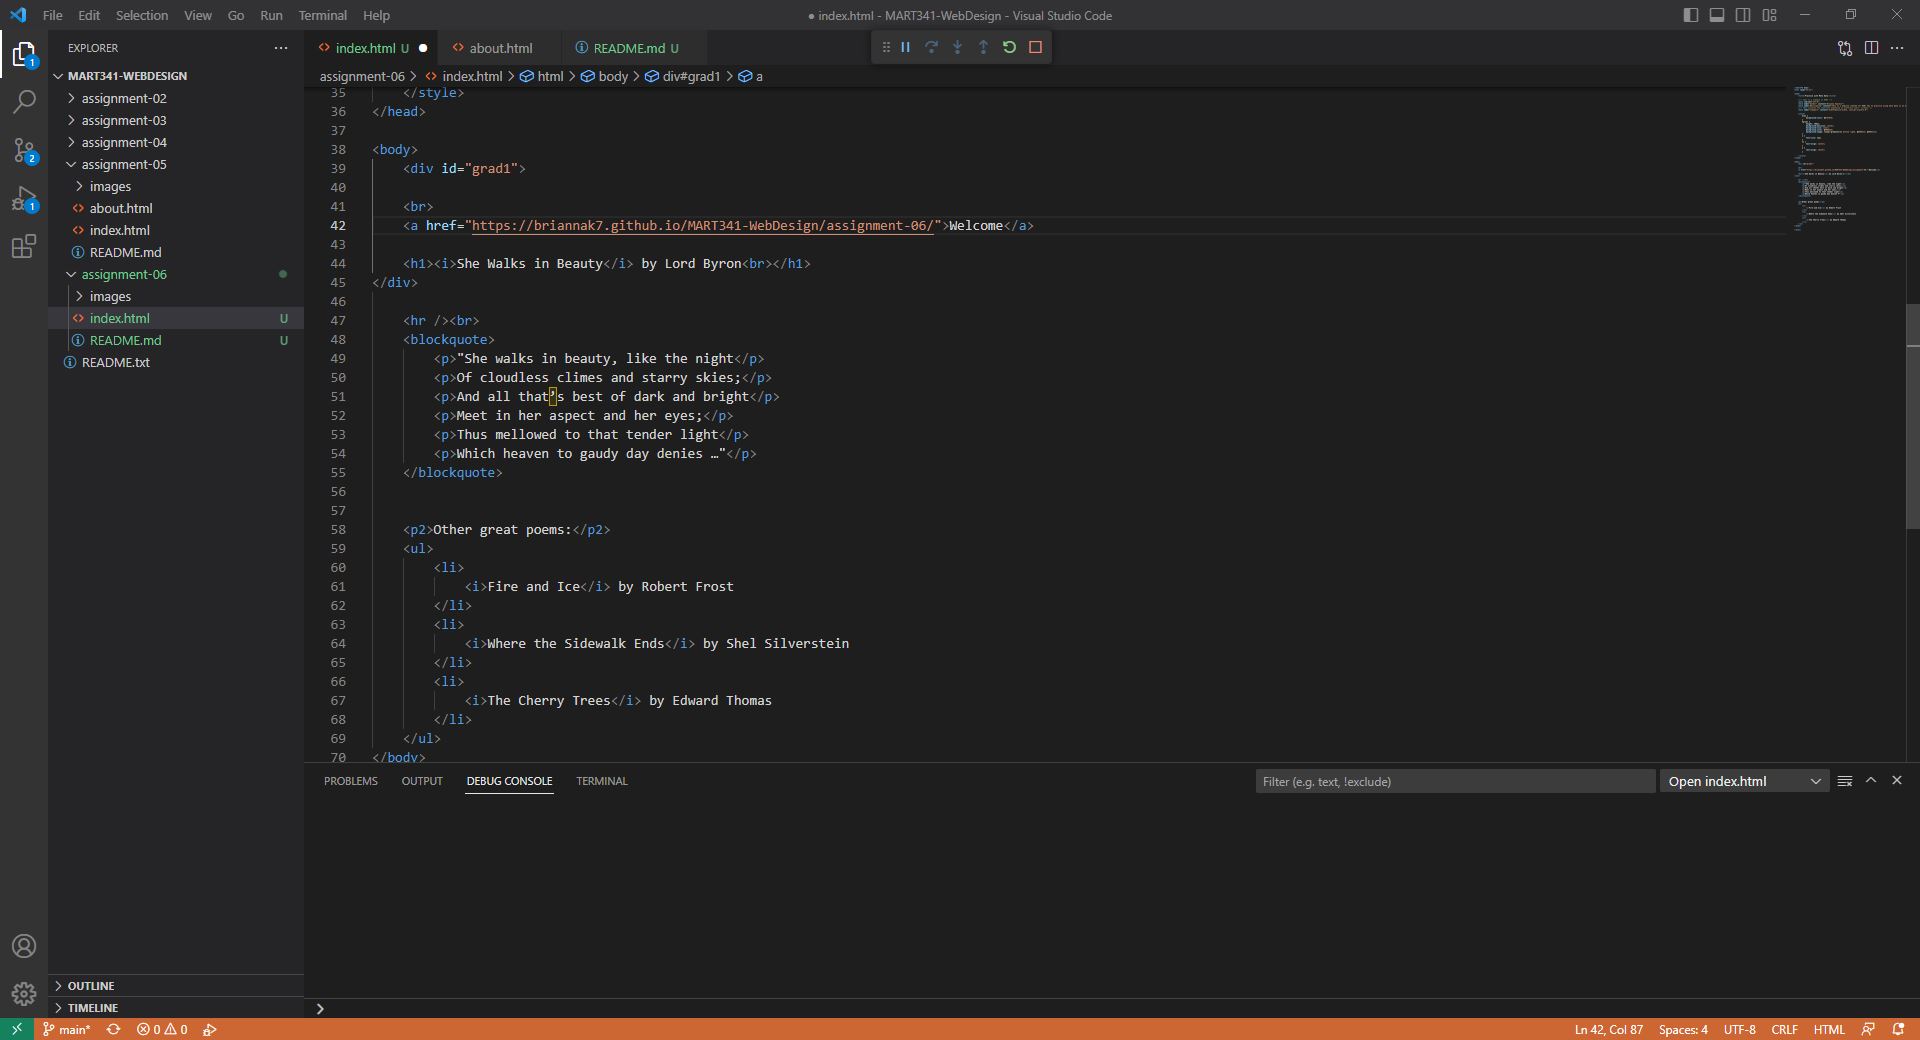 File Edit Selection View Go Run Terminal Help
● index.html - MART341-WebDesign - Visual Studio Code
EXPLORER
MART341-WEBDESIGN
assignment-02
assignment-03
assignment-04
assignment-05
images
about.html
index.html
README.md
assignment-06
images
index.html U
README.md U
README.txt
OUTLINE
TIMELINE
1
2
1
index.html U
about.html
README.md U
assignment-06 > index.html > html > body > div#grad1 > a
35 </style>
36 </head>
37
38 <body>
39 <div id="grad1">
40
41 <br>
42 <a href="https://briannak7.github.io/MART341-WebDesign/assignment-06/">Welcome</a>
43
44 <h1><i>She Walks in Beauty</i> by Lord Byron<br></h1>
45 </div>
46
47 <hr /><br>
48 <blockquote>
49 <p>"She walks in beauty, like the night</p>
50 <p>Of cloudless climes and starry skies;</p>
51 <p>And all that’s best of dark and bright</p>
52 <p>Meet in her aspect and her eyes;</p>
53 <p>Thus mellowed to that tender light</p>
54 <p>Which heaven to gaudy day denies …"</p>
55 </blockquote>
56
57
58 <p2>Other great poems:</p2>
59 <ul>
60 <li>
61 <i>Fire and Ice</i> by Robert Frost
62 </li>
63 <li>
64 <i>Where the Sidewalk Ends</i> by Shel Silverstein
65 </li>
66 <li>
67 <i>The Cherry Trees</i> by Edward Thomas
68 </li>
69 </ul>
70 </body>
PROBLEMS OUTPUT DEBUG CONSOLE TERMINAL
Filter (e.g. text, !exclude)
Open index.html
main* 0 0
Ln 42, Col 87 Spaces: 4 UTF-8 CRLF HTML